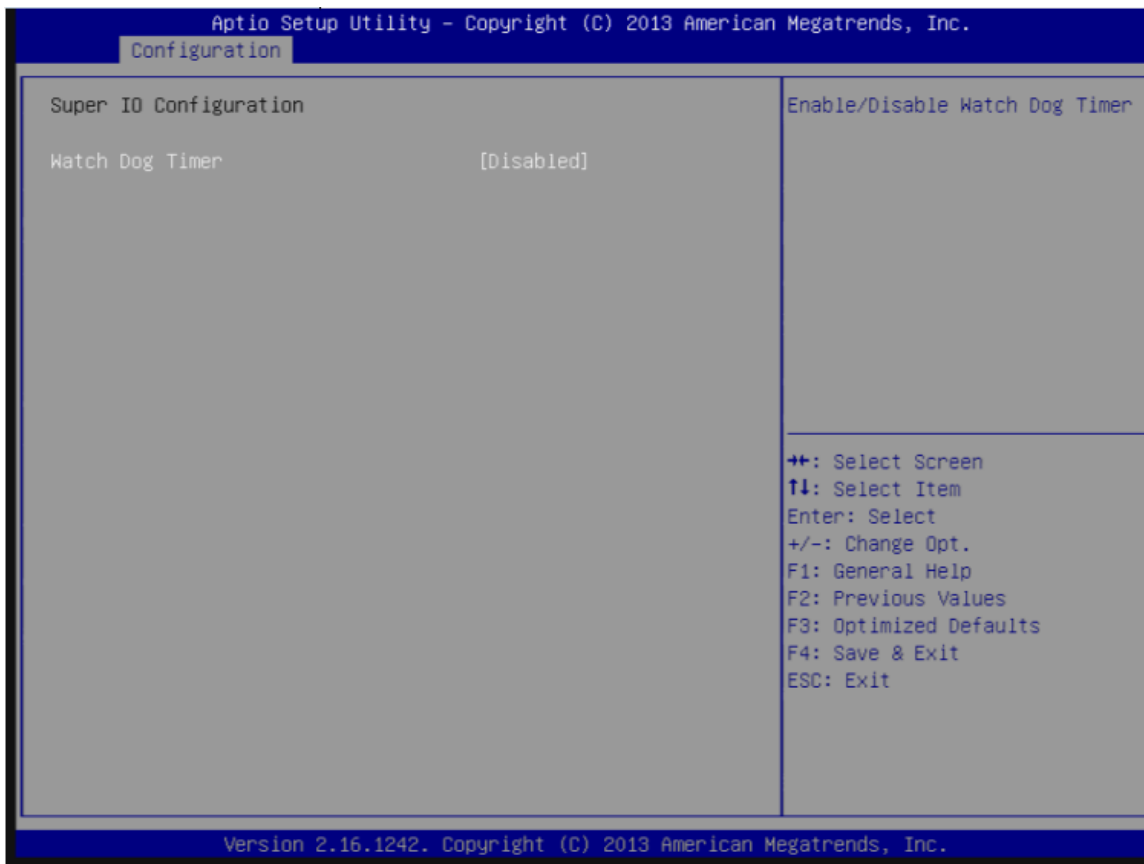 Aptio Setup Utility – Copyright (C) 2013 American Megatrends, Inc.
Configuration
Super IO Configuration
Watch Dog Timer [Disabled]
Enable/Disable Watch Dog Timer
→←: Select Screen
↑↓: Select Item
Enter: Select
+/-: Change Opt.
F1: General Help
F2: Previous Values
F3: Optimized Defaults
F4: Save & Exit
ESC: Exit
Version 2.16.1242. Copyright (C) 2013 American Megatrends, Inc.